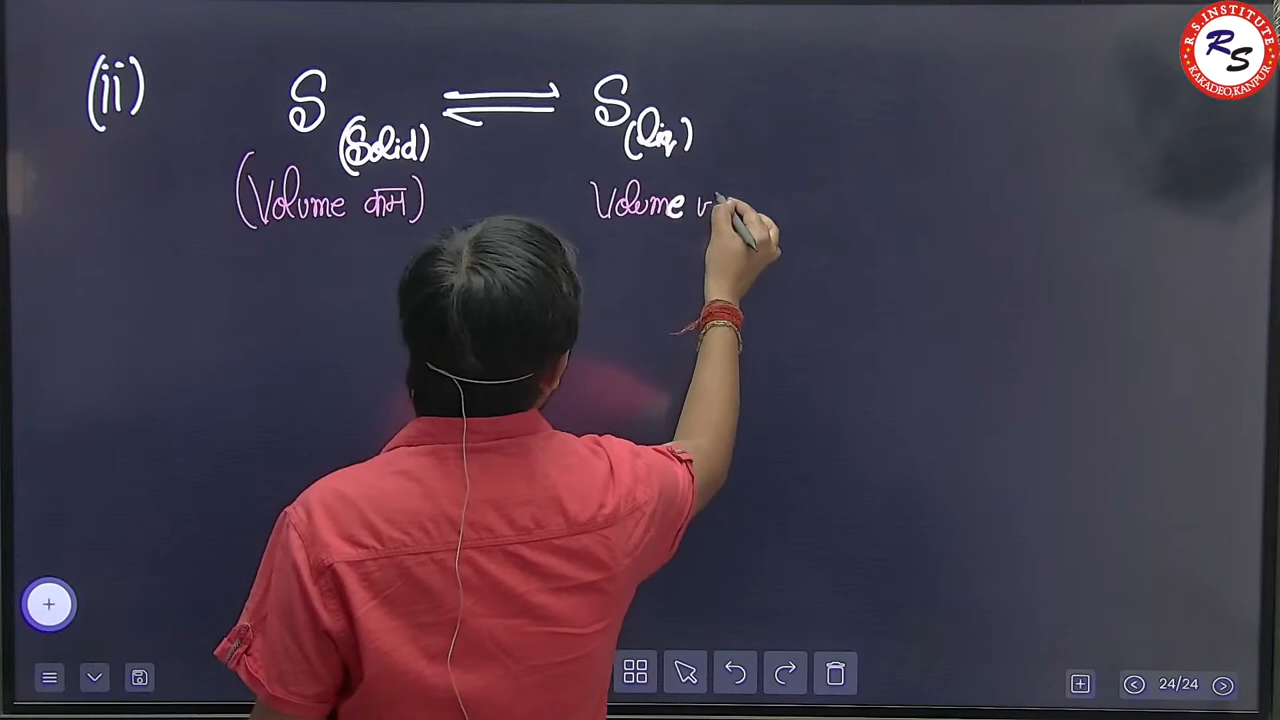 (ii) S (Solid) ⇌ S (liq)
(Volume कम) Volume
R.S. INSTITUTE
RS
KAKADEO, KANPUR
24/24